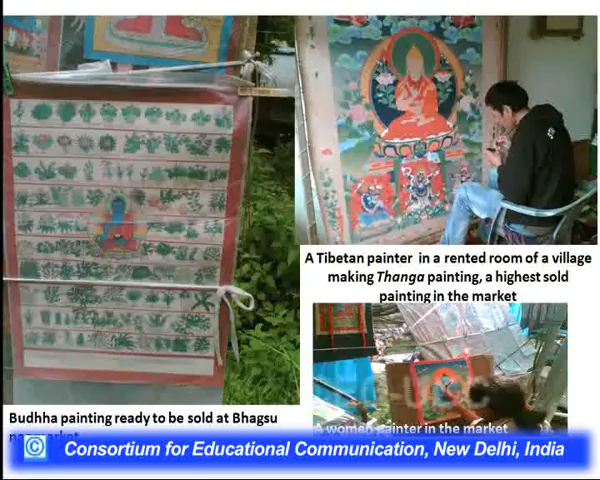 A Tibetan painter in a rented room of a village
making Thanga painting, a highest sold
painting in the market
Budhha painting ready to be sold at Bhagsu
market
A women painter in the market
© Consortium for Educational Communication, New Delhi, India